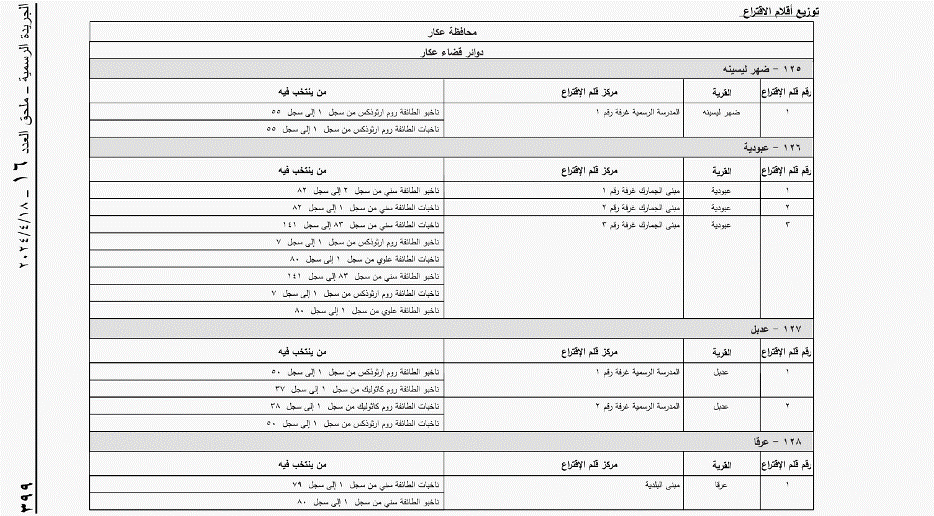 توزيع أقلام الاقتراع
محافظة عكار
دوائر قضاء عكار
١٢٥ - ضهر ليسينه
رقم قلم الإقتراع القرية مركز قلم الإقتراع من ينتخب فيه
١ ضهر ليسينه المدرسة الرسمية غرفة رقم ١ ناخبو الطائفة روم ارثوذكس من سجل ١ إلى سجل ٥٥
ناخبات الطائفة روم ارثوذكس من سجل ١ إلى سجل ٥٥
١٢٦ - عبودية
رقم قلم الإقتراع القرية مركز قلم الإقتراع من ينتخب فيه
١ عبودية مبنى الجمارك غرفة رقم ١ ناخبو الطائفة سني من سجل ٢ إلى سجل ٨٢
٢ عبودية مبنى الجمارك غرفة رقم ٢ ناخبات الطائفة سني من سجل ١ إلى سجل ٨٢
٣ عبودية مبنى الجمارك غرفة رقم ٣ ناخبات الطائفة سني من سجل ٨٣ إلى سجل ١٤١
ناخبو الطائفة روم ارثوذكس من سجل ١ إلى سجل ٧
ناخبات الطائفة علوي من سجل ١ إلى سجل ٨٠
ناخبو الطائفة سني من سجل ٨٣ إلى سجل ١٤١
ناخبات الطائفة روم ارثوذكس من سجل ١ إلى سجل ٧
ناخبو الطائفة علوي من سجل ١ إلى سجل ٨٠
١٢٧ - عدبل
رقم قلم الإقتراع القرية مركز قلم الإقتراع من ينتخب فيه
١ عدبل المدرسة الرسمية غرفة رقم ١ ناخبو الطائفة روم ارثوذكس من سجل ١ إلى سجل ٥٠
ناخبو الطائفة روم كاثوليك من سجل ١ إلى سجل ٣٧
٢ عدبل المدرسة الرسمية غرفة رقم ٢ ناخبات الطائفة روم كاثوليك من سجل ١ إلى سجل ٣٨
ناخبات الطائفة روم ارثوذكس من سجل ١ إلى سجل ٥٠
١٢٨ - عرقا
رقم قلم الإقتراع القرية مركز قلم الإقتراع من ينتخب فيه
١ عرقا مبنى البلدية ناخبات الطائفة سني من سجل ١ إلى سجل ٧٩
ناخبو الطائفة سني من سجل ١ إلى سجل ٨٠
الجريدة الرسمية – ملحق العدد ١٦ – ٢٠٢٤/٤/١٨
٣٩٩